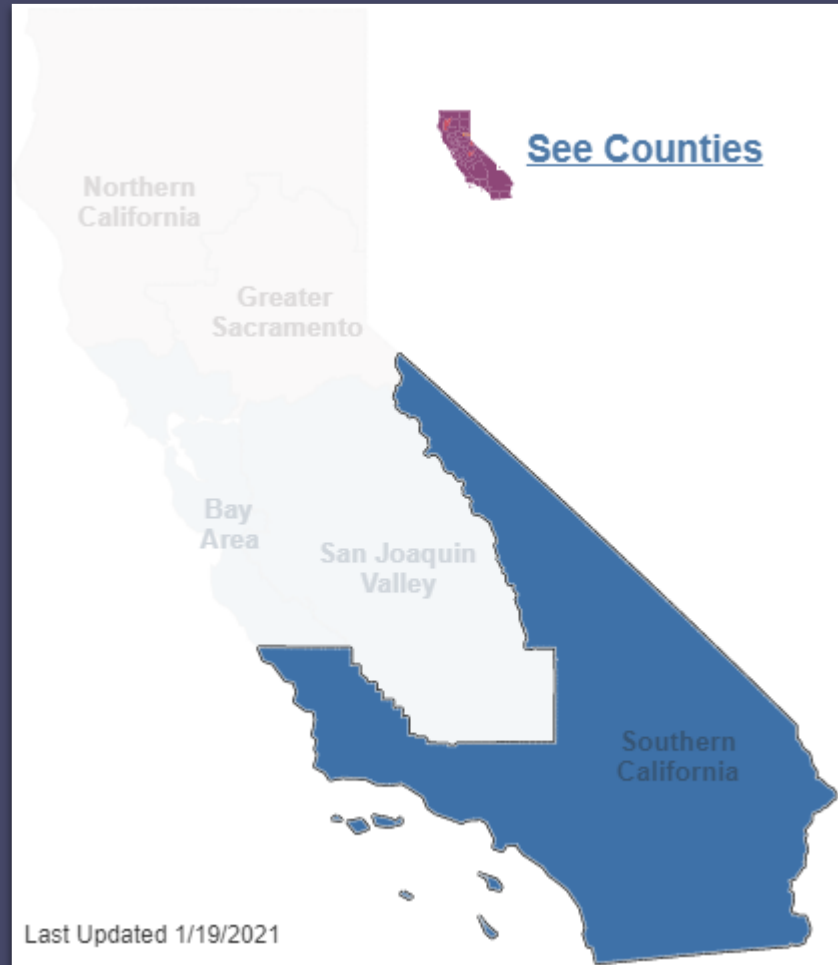 See Counties
Northern
California
Greater
Sacramento
Bay
Area
San Joaquin
Valley
Southern
California
Last Updated 1/19/2021